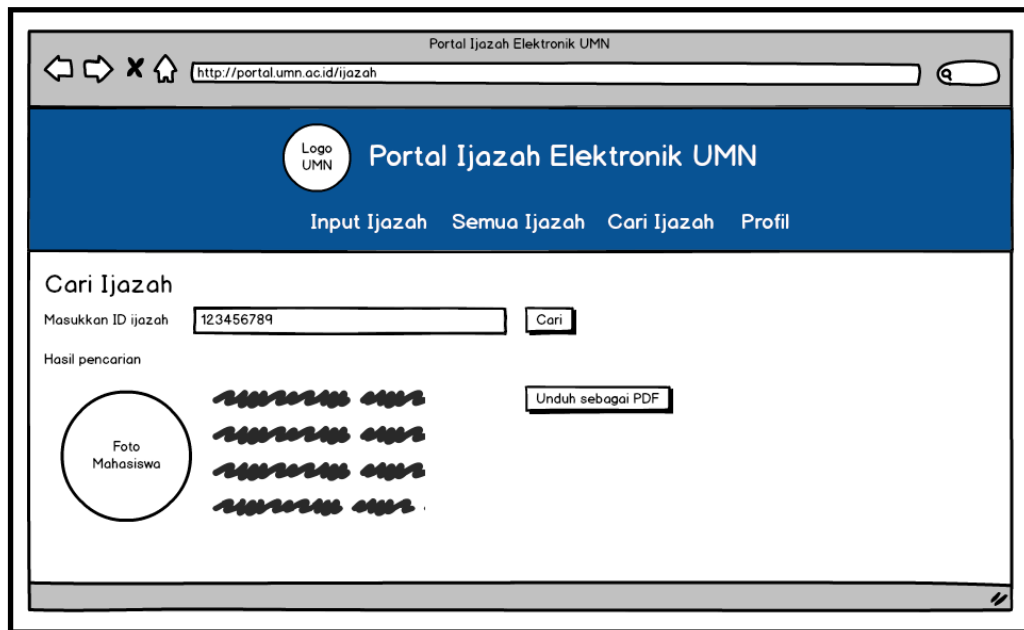 Portal Ijazah Elektronik UMN
http://portal.umn.ac.id/ijazah
Logo
UMN
Portal Ijazah Elektronik UMN
Input Ijazah Semua Ijazah Cari Ijazah Profil
Cari Ijazah
Masukkan ID ijazah 123456789 Cari
Hasil pencarian
Unduh sebagai PDF
Foto
Mahasiswa